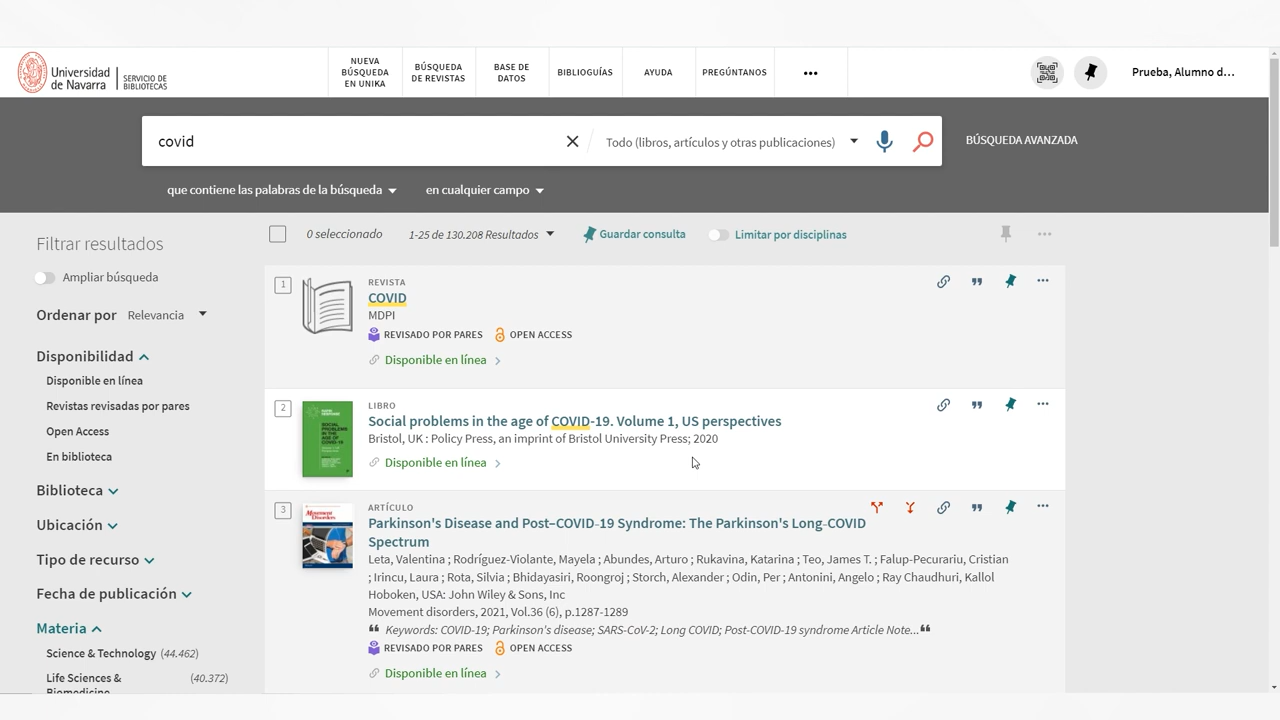 Universidad
de Navarra
SERVICIO DE
BIBLIOTECAS
NUEVA
BÚSQUEDA
EN UNIKA
BÚSQUEDA
DE REVISTAS
BASE DE
DATOS
BIBLIOGUÍAS
AYUDA
PREGÚNTANOS
Prueba, Alumno d...
covid
Todo (libros, artículos y otras publicaciones)
BÚSQUEDA AVANZADA
que contiene las palabras de la búsqueda
en cualquier campo
Filtrar resultados
Ampliar búsqueda
Ordenar por Relevancia
Disponibilidad
Disponible en línea
Revistas revisadas por pares
Open Access
En biblioteca
Biblioteca
Ubicación
Tipo de recurso
Fecha de publicación
Materia
Science & Technology (44.462)
Life Sciences & (40.372)
Biomedicine
0 seleccionado
1-25 de 130.208 Resultados
Guardar consulta
Limitar por disciplinas
1
REVISTA
COVID
MDPI
REVISADO POR PARES OPEN ACCESS
Disponible en línea
2
LIBRO
Social problems in the age of COVID-19. Volume 1, US perspectives
Bristol, UK : Policy Press, an imprint of Bristol University Press; 2020
Disponible en línea
3
ARTÍCULO
Parkinson's Disease and Post–COVID‐19 Syndrome: The Parkinson's Long‐COVID
Spectrum
Leta, Valentina ; Rodríguez‐Violante, Mayela ; Abundes, Arturo ; Rukavina, Katarina ; Teo, James T. ; Falup‐Pecurariu, Cristian
; Irincu, Laura ; Rota, Silvia ; Bhidayasiri, Roongroj ; Storch, Alexander ; Odin, Per ; Antonini, Angelo ; Ray Chaudhuri, Kallol
Hoboken, USA: John Wiley & Sons, Inc
Movement disorders, 2021, Vol.36 (6), p.1287-1289
Keywords: COVID-19; Parkinson's disease; SARS-CoV-2; Long COVID; Post-COVID-19 syndrome Article Note...
REVISADO POR PARES OPEN ACCESS
Disponible en línea